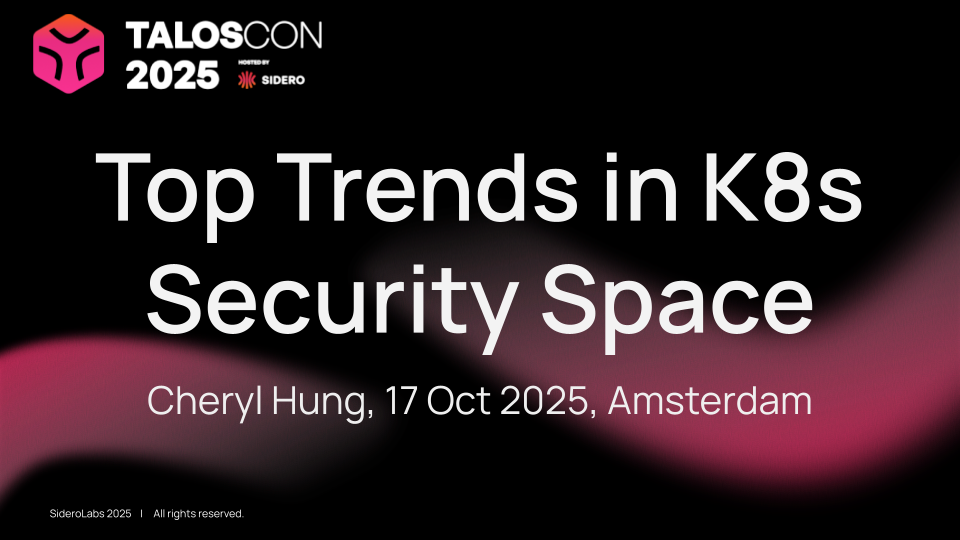 TALOSCON
2025
HOSTED BY
SIDERO
Top Trends in K8s
Security Space
Cheryl Hung, 17 Oct 2025, Amsterdam
SideroLabs 2025 | All rights reserved.